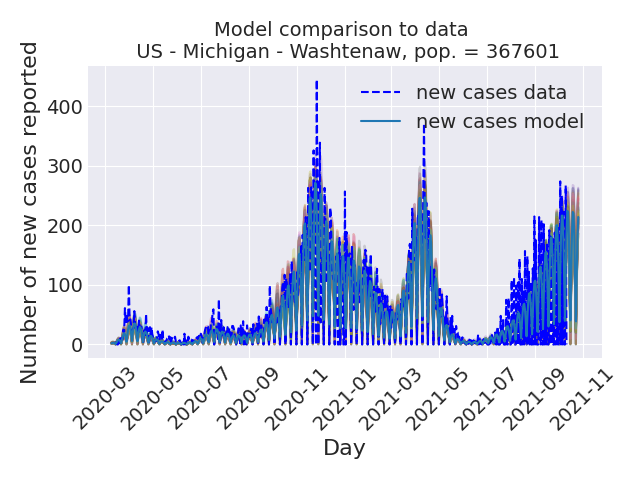 Model comparison to data
US - Michigan - Washtenaw, pop. = 367601
Number of new cases reported
400
300
200
100
0
new cases data
new cases model
2020-03
2020-05
2020-07
2020-09
2020-11
2021-01
2021-03
2021-05
2021-07
2021-09
2021-11
Day